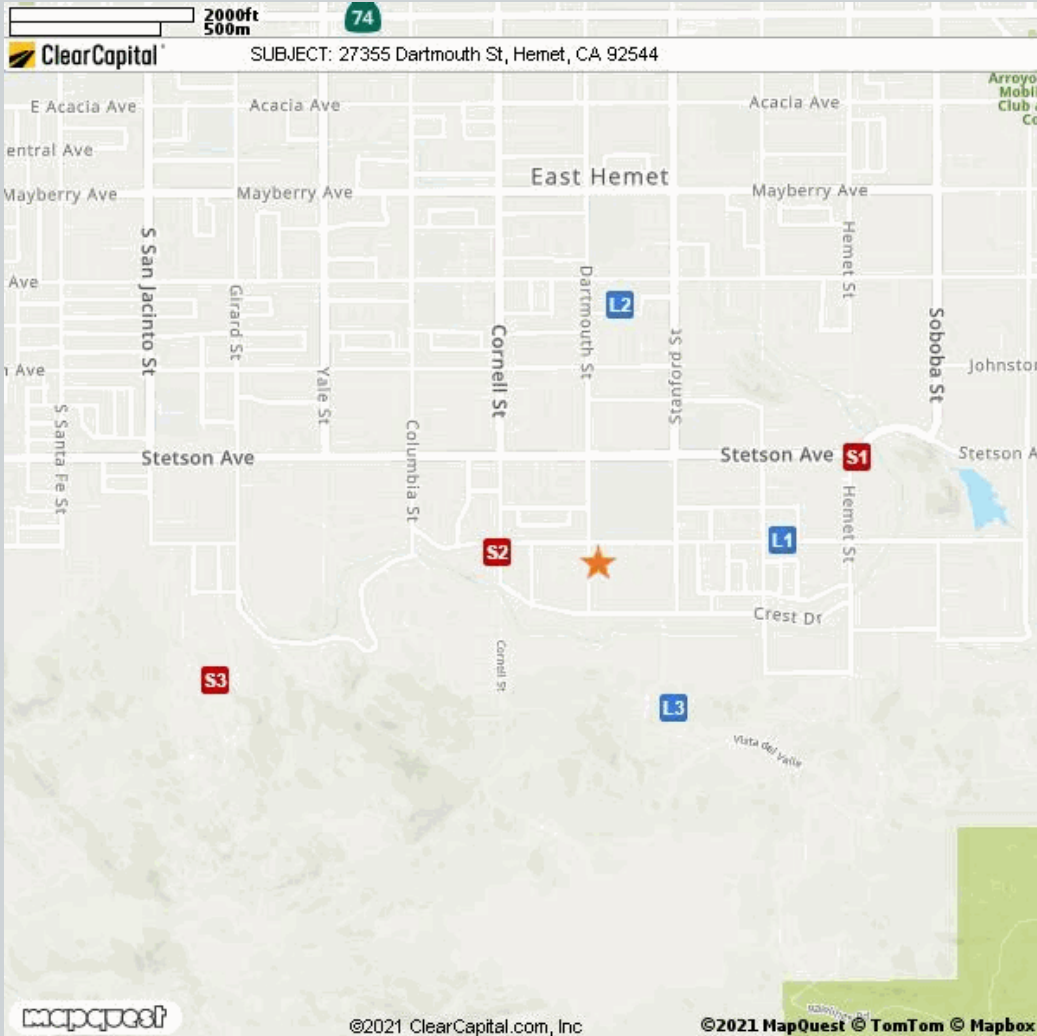 2000ft
500m
74
ClearCapital
SUBJECT: 27355 Dartmouth St, Hemet, CA 92544
Arroyo
Mobil
Club
Co
E Acacia Ave
Acacia Ave
Acacia Ave
entral Ave
East Hemet
Mayberry Ave
Mayberry Ave
Mayberry Ave
S San Jacinto St
Hemet St
Ave
Girard St
Dartmouth St
L2
Cornell St
Soboba St
Stanford St
Ave
Johnston
Yale St
S Santa Fe St
Columbia St
Stetson Ave
Stetson Ave
S1
Stetson A
Hemet St
S2
L1
Crest Dr
Cornell St
S3
L3
Vista del Valle
mapquest
©2021 ClearCapital.com, Inc
©2021 MapQuest © TomTom © Mapbox